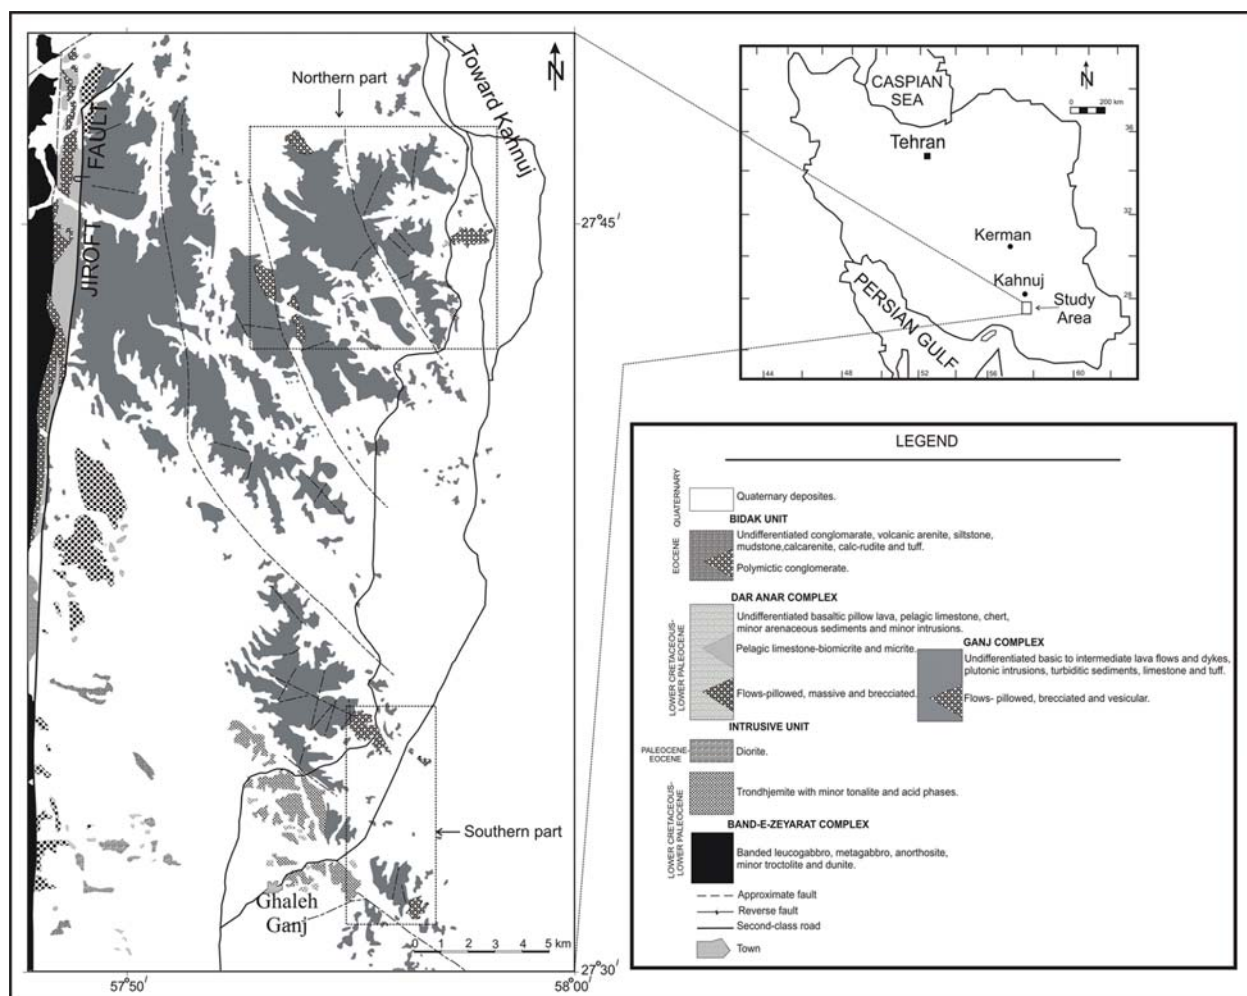 N
Northern part
Toward Kahnuj
JIROFT FAULT
27°45'
Southern part
Ghaleh
Ganj
0 1 2 3 4 5 km
27°30'
57°50'
58°00'
CASPIAN
SEA
N
0 200 km
Tehran
36
32
Kerman
Kahnuj
28
Study
Area
PERSIAN GULF
44 48 52 56 60
LEGEND
QUATERNARY
Quaternary deposites.
BIDAK UNIT
EOCENE
Undifferentiated conglomarate, volcanic arenite, siltstone,
mudstone,calcarenite, calc-rudite and tuff.
Polymictic conglomerate.
DAR ANAR COMPLEX
LOWER CRETACEOUS-
LOWER PALEOCENE
Undifferentiated basaltic pillow lava, pelagic limestone, chert,
minor arenaceous sediments and minor intrusions.
Pelagic limestone-biomicrite and micrite.
Flows-pillowed, massive and brecciated.
GANJ COMPLEX
Undifferentiated basic to intermediate lava flows and dykes,
plutonic intrusions, turbiditic sediments, limestone and tuff.
Flows- pillowed, brecciated and vesicular.
INTRUSIVE UNIT
PALEOCENE-
EOCENE
Diorite.
LOWER CRETACEOUS-
LOWER PALEOCENE
Trondhjemite with minor tonalite and acid phases.
BAND-E-ZEYARAT COMPLEX
Banded leucogabbro, metagabbro, anorthosite,
minor troctolite and dunite.
Approximate fault
Reverse fault
Second-class road
Town